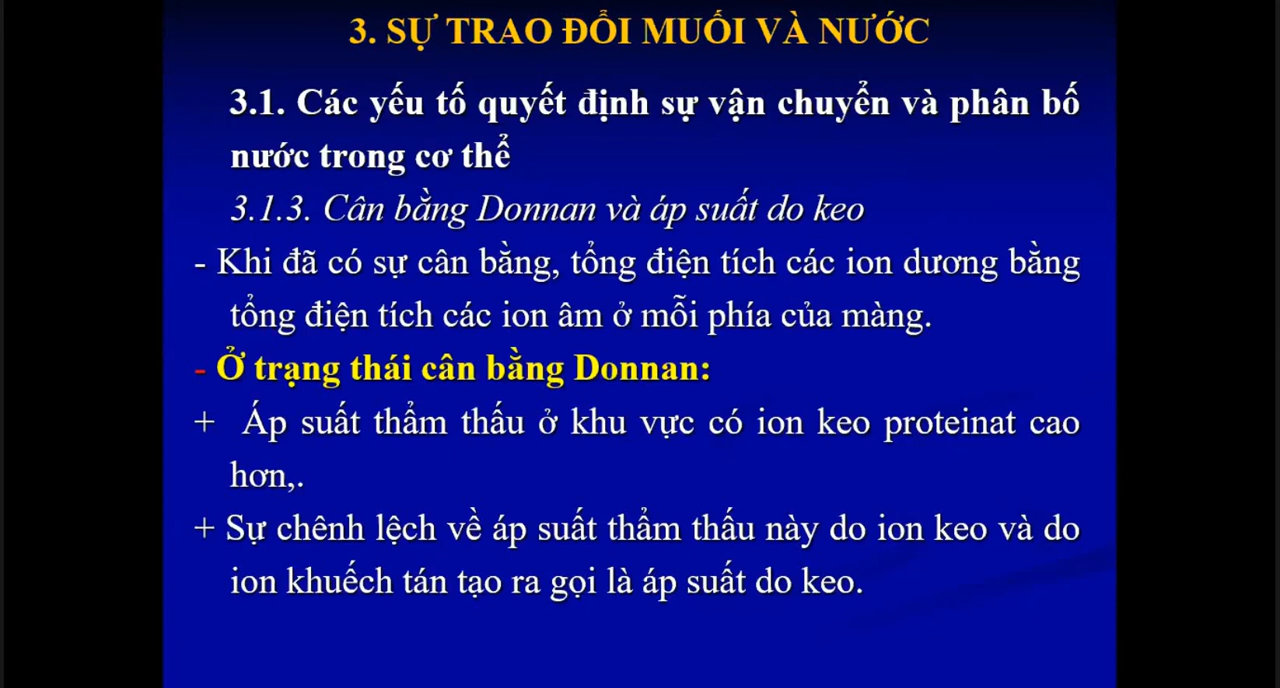 3. SỰ TRAO ĐỔI MUỐI VÀ NƯỚC
3.1. Các yếu tố quyết định sự vận chuyển và phân bố
nước trong cơ thể
3.1.3. Cân bằng Donnan và áp suất do keo
- Khi đã có sự cân bằng, tổng điện tích các ion dương bằng
tổng điện tích các ion âm ở mỗi phía của màng.
- Ở trạng thái cân bằng Donnan:
+ Áp suất thẩm thấu ở khu vực có ion keo proteinat cao
hơn,.
+ Sự chênh lệch về áp suất thẩm thấu này do ion keo và do
ion khuếch tán tạo ra gọi là áp suất do keo.